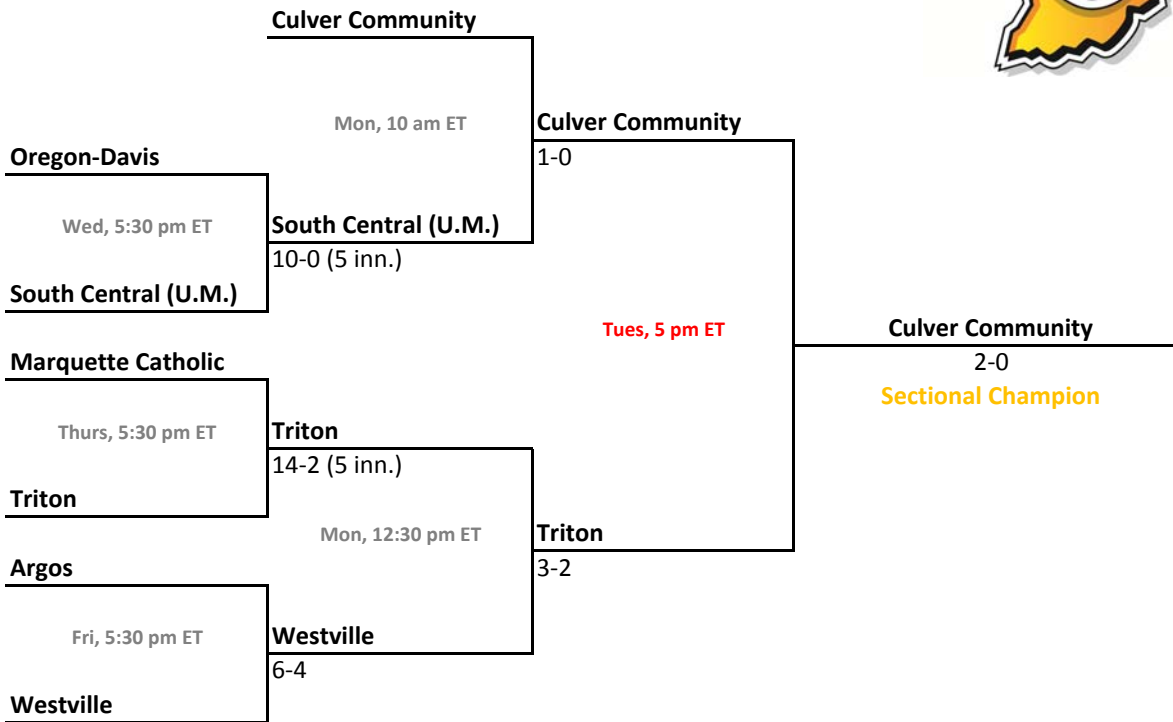 Culver Community
Mon, 10 am ET
Culver Community
Oregon-Davis
1-0
Wed, 5:30 pm ET
South Central (U.M.)
10-0 (5 inn.)
South Central (U.M.)
Tues, 5 pm ET
Culver Community
Marquette Catholic
2-0
Sectional Champion
Thurs, 5:30 pm ET
Triton
14-2 (5 inn.)
Triton
Mon, 12:30 pm ET
Triton
Argos
3-2
Fri, 5:30 pm ET
Westville
6-4
Westville